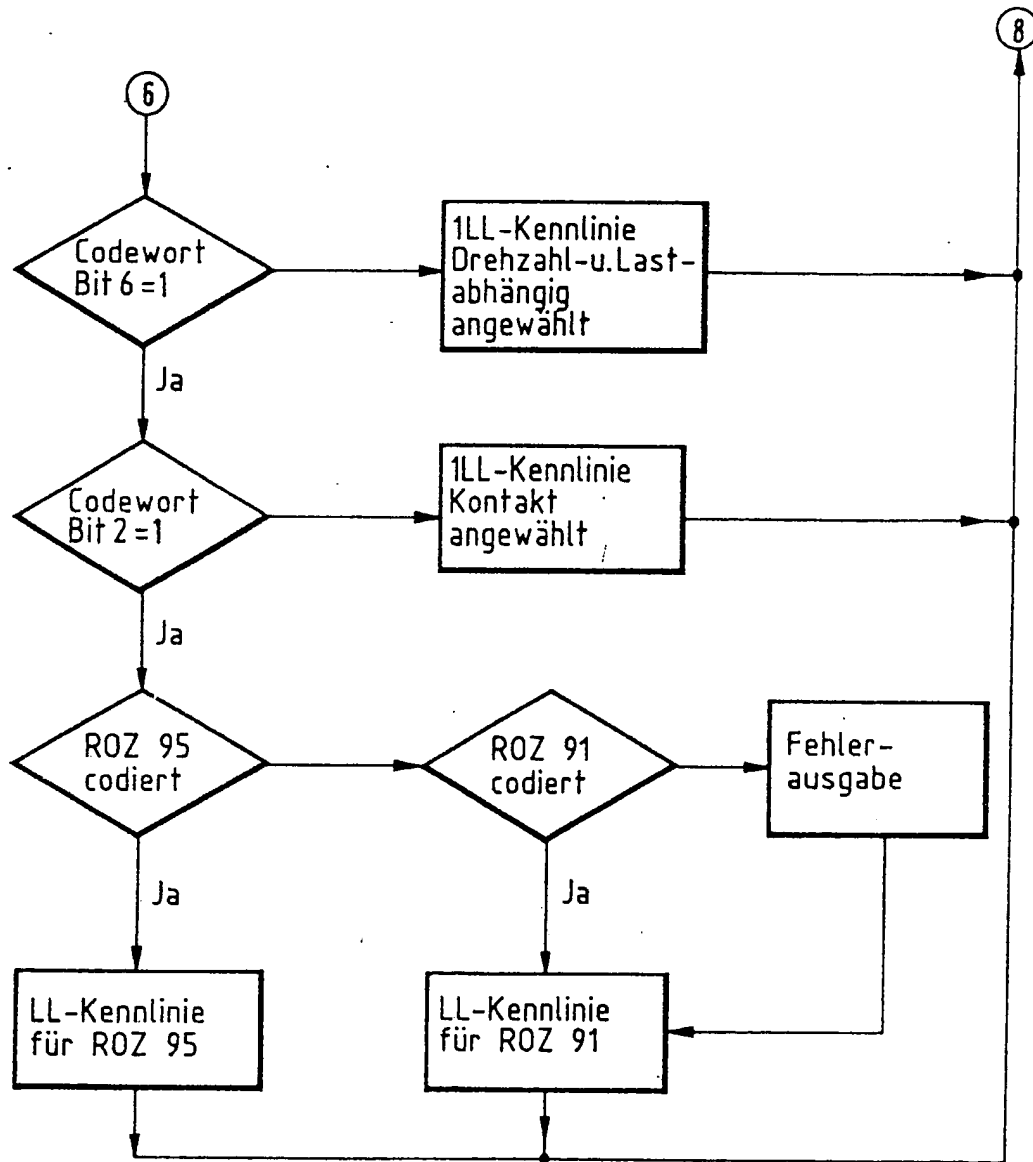 8
6
Codewort
Bit 6=1
1LL-Kennlinie
Drehzahl-u.Last-
abhängig
angewählt
Ja
Codewort
Bit 2=1
1LL-Kennlinie
Kontakt
angewählt
Ja
ROZ 95
codiert
ROZ 91
codiert
Fehler-
ausgabe
Ja
Ja
LL-Kennlinie
für ROZ 95
LL-Kennlinie
für ROZ 91